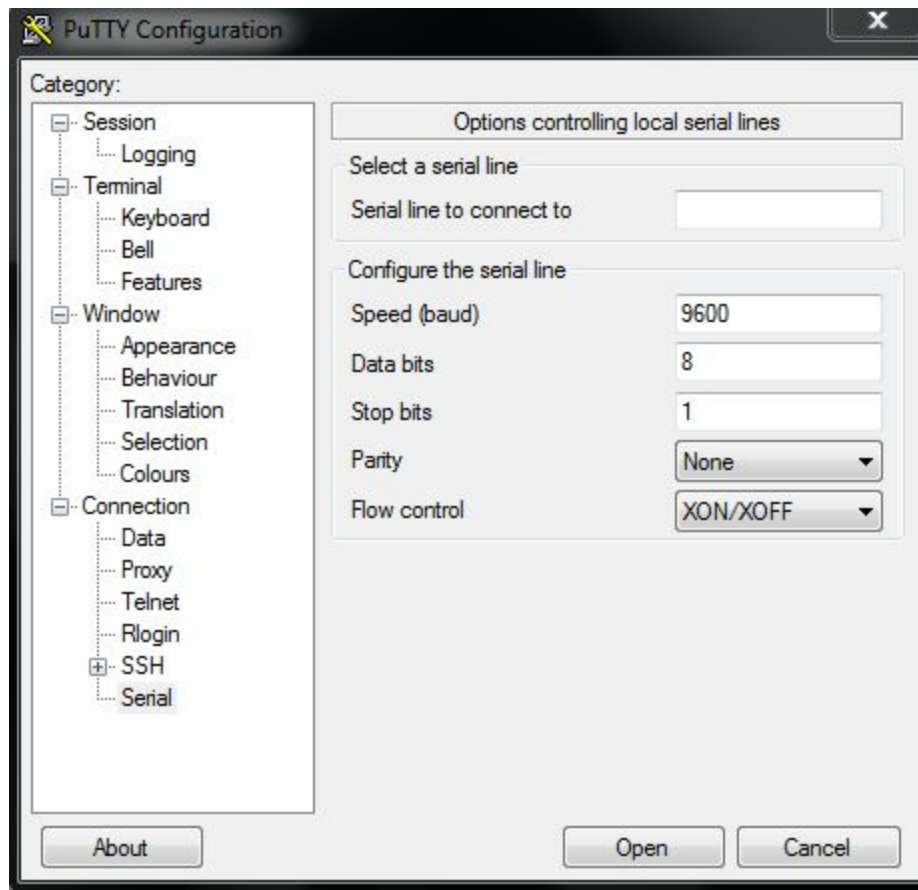 PuTTY Configuration
X
Category:
Session
Logging
Terminal
Keyboard
Bell
Features
Window
Appearance
Behaviour
Translation
Selection
Colours
Connection
Data
Proxy
Telnet
Rlogin
SSH
Serial
Options controlling local serial lines
Select a serial line
Serial line to connect to
Configure the serial line
Speed (baud) 9600
Data bits 8
Stop bits 1
Parity None
Flow control XON/XOFF
About Open Cancel